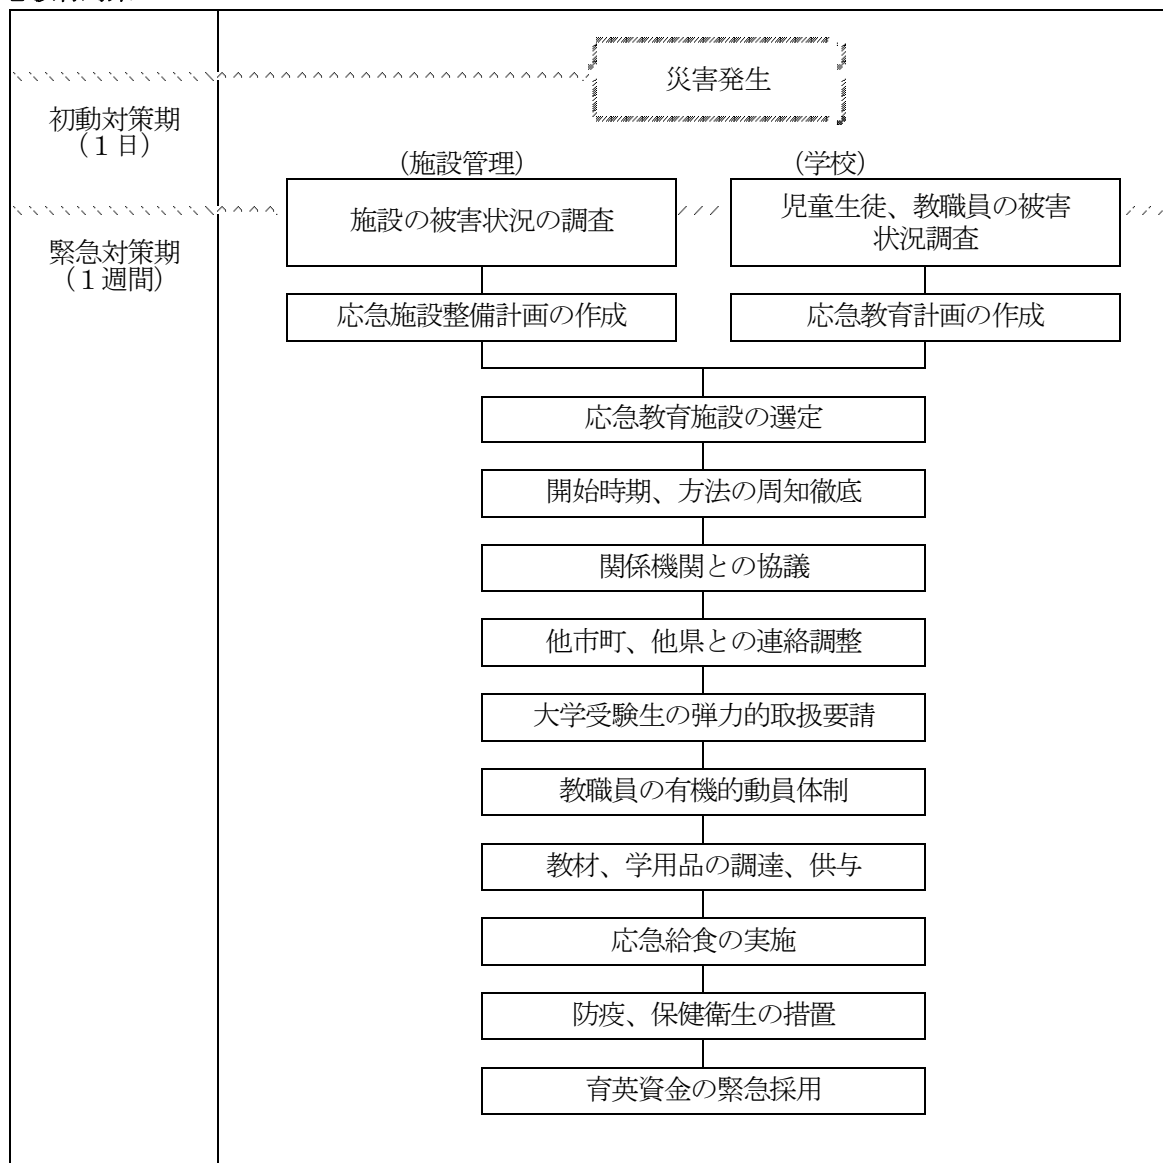 災害発生
初動対策期
（１日）
（施設管理）
（学校）
施設の被害状況の調査
児童生徒、教職員の被害
状況調査
緊急対策期
（１週間）
応急施設整備計画の作成
応急教育計画の作成
応急教育施設の選定
開始時期、方法の周知徹底
関係機関との協議
他市町、他県との連絡調整
大学受験生の弾力的取扱要請
教職員の有機的動員体制
教材、学用品の調達、供与
応急給食の実施
防疫、保健衛生の措置
育英資金の緊急採用